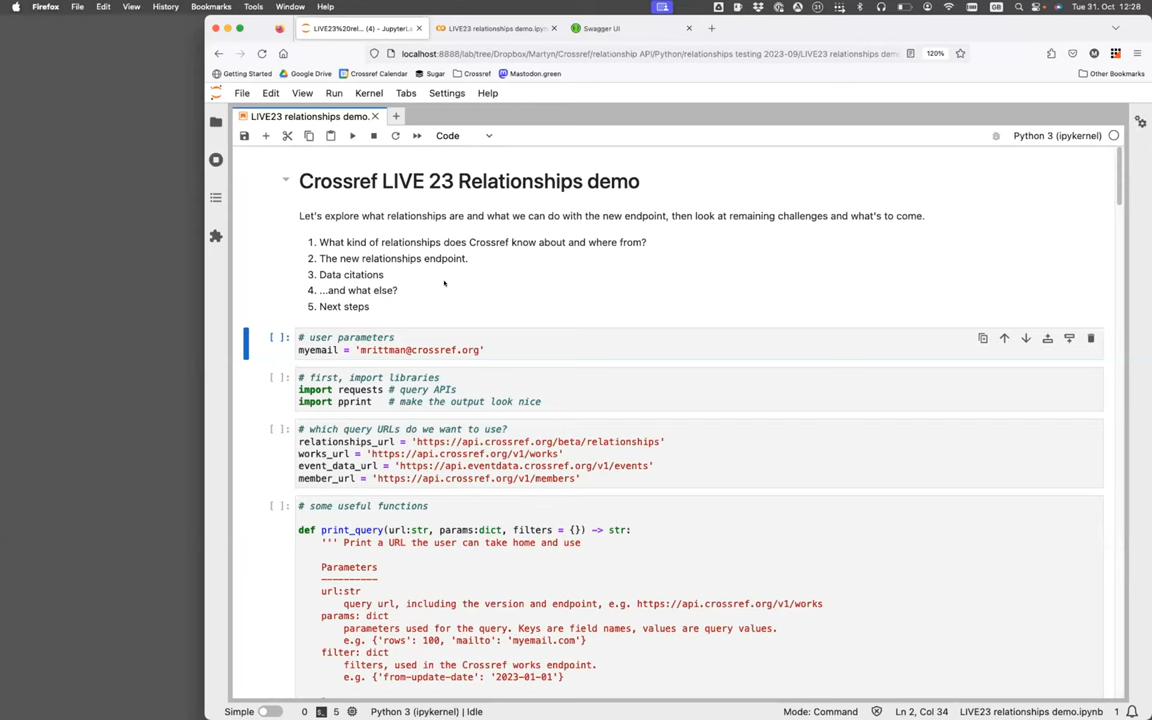 Firefox File Edit View History Bookmarks Tools Window Help Tue 31. Oct 12:28
LIVE23%20rel... (4) - JupyterLa
LIVE23 relationships demo.ipynb
Swagger UI
localhost:8888/lab/tree/Dropbox/Martyn/Crossref/relationship API/Python/relationships testing 2023-09/LIVE23 relationships demo
120%
Getting Started Google Drive Crossref Calendar Sugar Crossref Mastodon.green Other Bookmarks
File Edit View Run Kernel Tabs Settings Help
LIVE23 relationships demo.
Code
Python 3 (ipykernel)
Crossref LIVE 23 Relationships demo
Let's explore what relationships are and what we can do with the new endpoint, then look at remaining challenges and what's to come.
1. What kind of relationships does Crossref know about and where from?
2. The new relationships endpoint.
3. Data citations
4. ...and what else?
5. Next steps
[ ]: # user parameters
myemail = 'mrittman@crossref.org'
[ ]: # first, import libraries
import requests # query APIs
import pprint # make the output look nice
[ ]: # which query URLs do we want to use?
relationships_url = 'https://api.crossref.org/beta/relationships'
works_url = 'https://api.crossref.org/v1/works'
event_data_url = 'https://api.eventdata.crossref.org/v1/events'
member_url = 'https://api.crossref.org/v1/members'
[ ]: # some useful functions
def print_query(url:str, params:dict, filters = {}) -> str:
''' Print a URL the user can take home and use
Parameters
----------
url:str
query url, including the version and endpoint, e.g. https://api.crossref.org/v1/works
params: dict
parameters used for the query. Keys are field names, values are query values.
e.g. {'rows': 100, 'mailto': 'myemail.com'}
filter: dict
filters, used in the Crossref works endpoint.
e.g. {'from-update-date': '2023-01-01'}
Simple 0 5 Python 3 (ipykernel) | Idle Mode: Command Ln 2, Col 34 LIVE23 relationships demo.ipynb 1